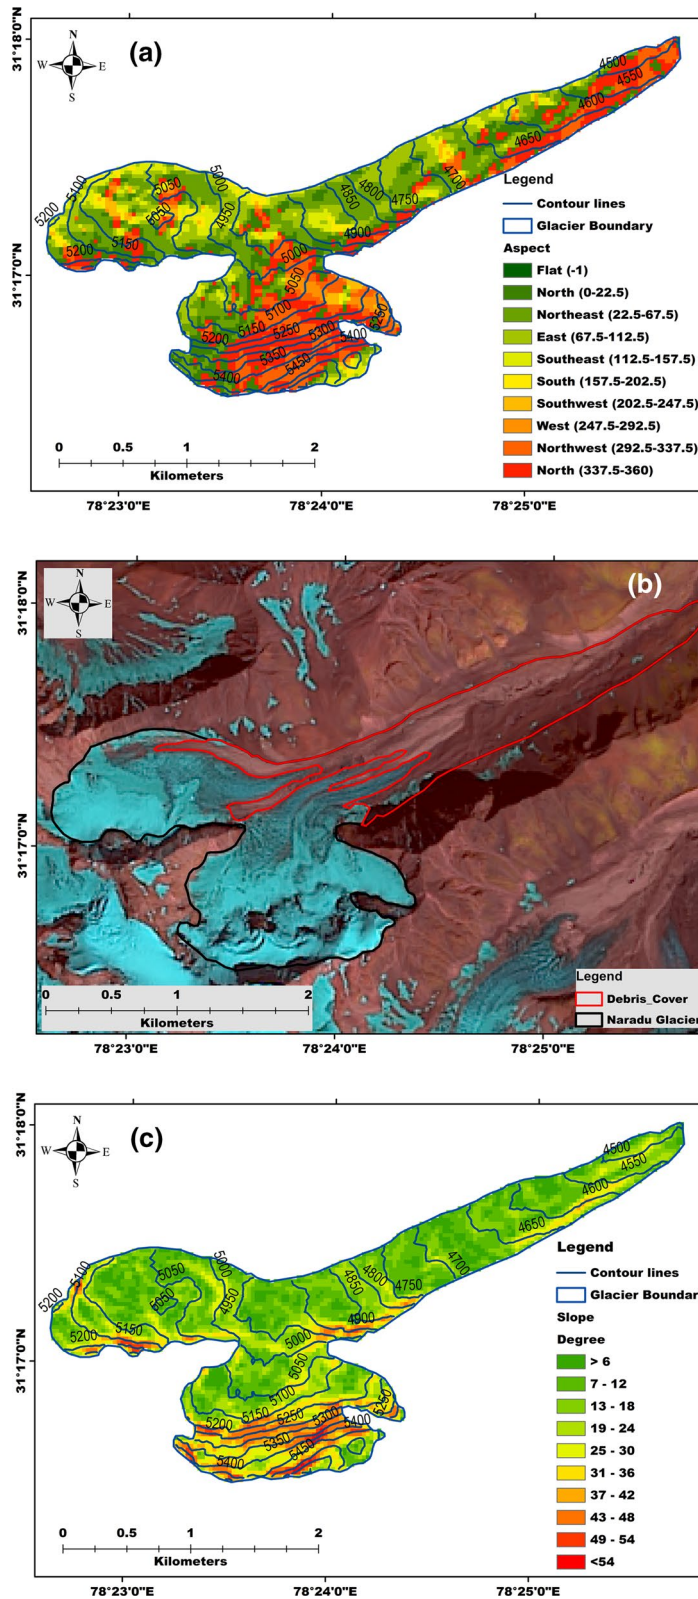 (a)
N
W E
S
31°18'0"N
31°17'0"N
4500
4550
4600
4650
4700
4750
4800
4850
4900
4950
5000
5050
5050
5100
5200
5150
5200
5000
5050
5100
5150
5200
5250
5300
5350
5400
5400
5450
5250
Legend
Contour lines
Glacier Boundary
Aspect
Flat (-1)
North (0-22.5)
Northeast (22.5-67.5)
East (67.5-112.5)
Southeast (112.5-157.5)
South (157.5-202.5)
Southwest (202.5-247.5)
West (247.5-292.5)
Northwest (292.5-337.5)
North (337.5-360)
0 0.5 1 2
Kilometers
78°23'0"E 78°24'0"E 78°25'0"E
(b)
N
W E
S
31°18'0"N
31°17'0"N
Legend
Debris_Cover
Naradu Glacier
0 0.5 1 2
Kilometers
78°23'0"E 78°24'0"E 78°25'0"E
(c)
N
W E
S
31°18'0"N
31°17'0"N
4500
4550
4600
4650
4700
4750
4800
4850
4900
4950
5000
5050
5050
5100
5200
5150
5200
5000
5050
5100
5150
5200
5250
5300
5350
5400
5400
5450
5250
Legend
Contour lines
Glacier Boundar
Slope
Degree
> 6
7 - 12
13 - 18
19 - 24
25 - 30
31 - 36
37 - 42
43 - 48
49 - 54
<54
0 0.5 1 2
Kilometers
78°23'0"E 78°24'0"E 78°25'0"E